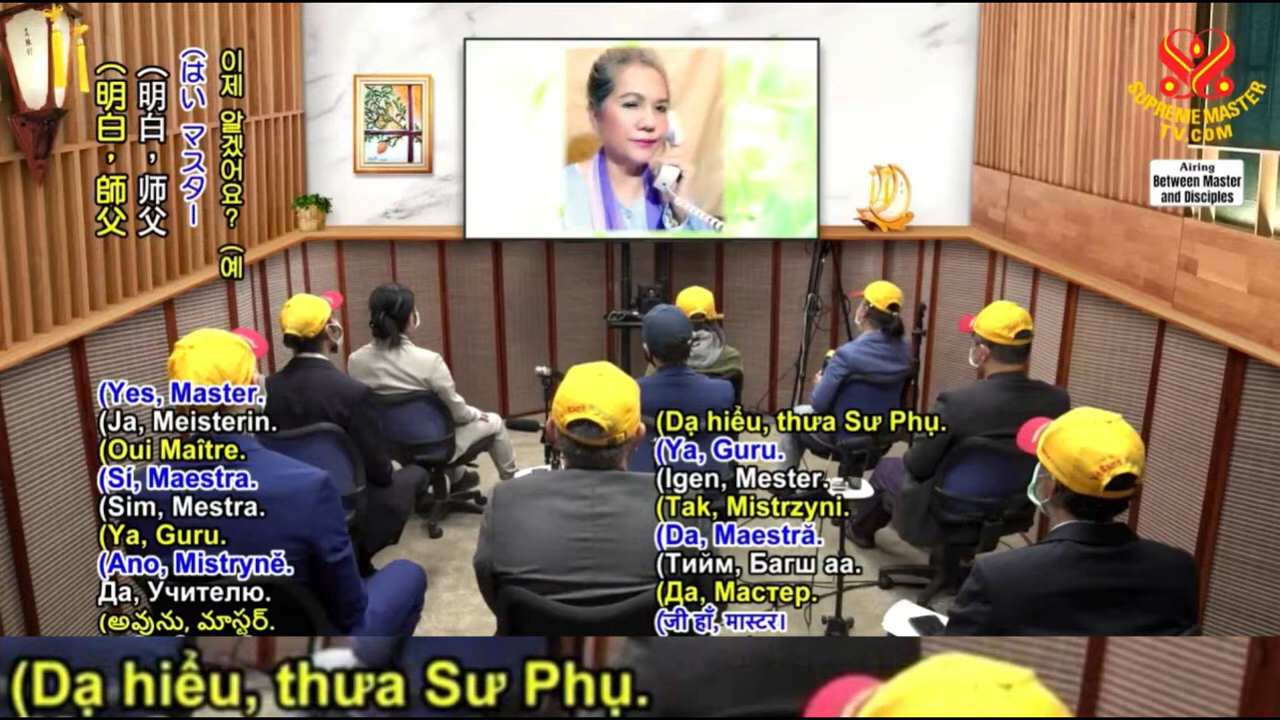 이제 알겠어요? (예
(はい マスター
(明白，师父
(明白，師父
SUPREME MASTER
TV.COM
Airing
Between Master
and Disciples
(Yes, Master.
(Ja, Meisterin.
(Oui Maître.
(Sí, Maestra.
(Sim, Mestra.
(Ya, Guru.
(Ano, Mistryně.
Да, Учителю.
(అవును, మాస్టర్.
(Dạ hiểu, thưa Sư Phụ.
(Ya, Guru.
(Igen, Mester.
(Tak, Mistrzyni.
(Da, Maestră.
(Тийм, Багш аа.
(Да, Мастер.
(जी हाँ, मास्टर।
(Dạ hiểu, thưa Sư Phụ.